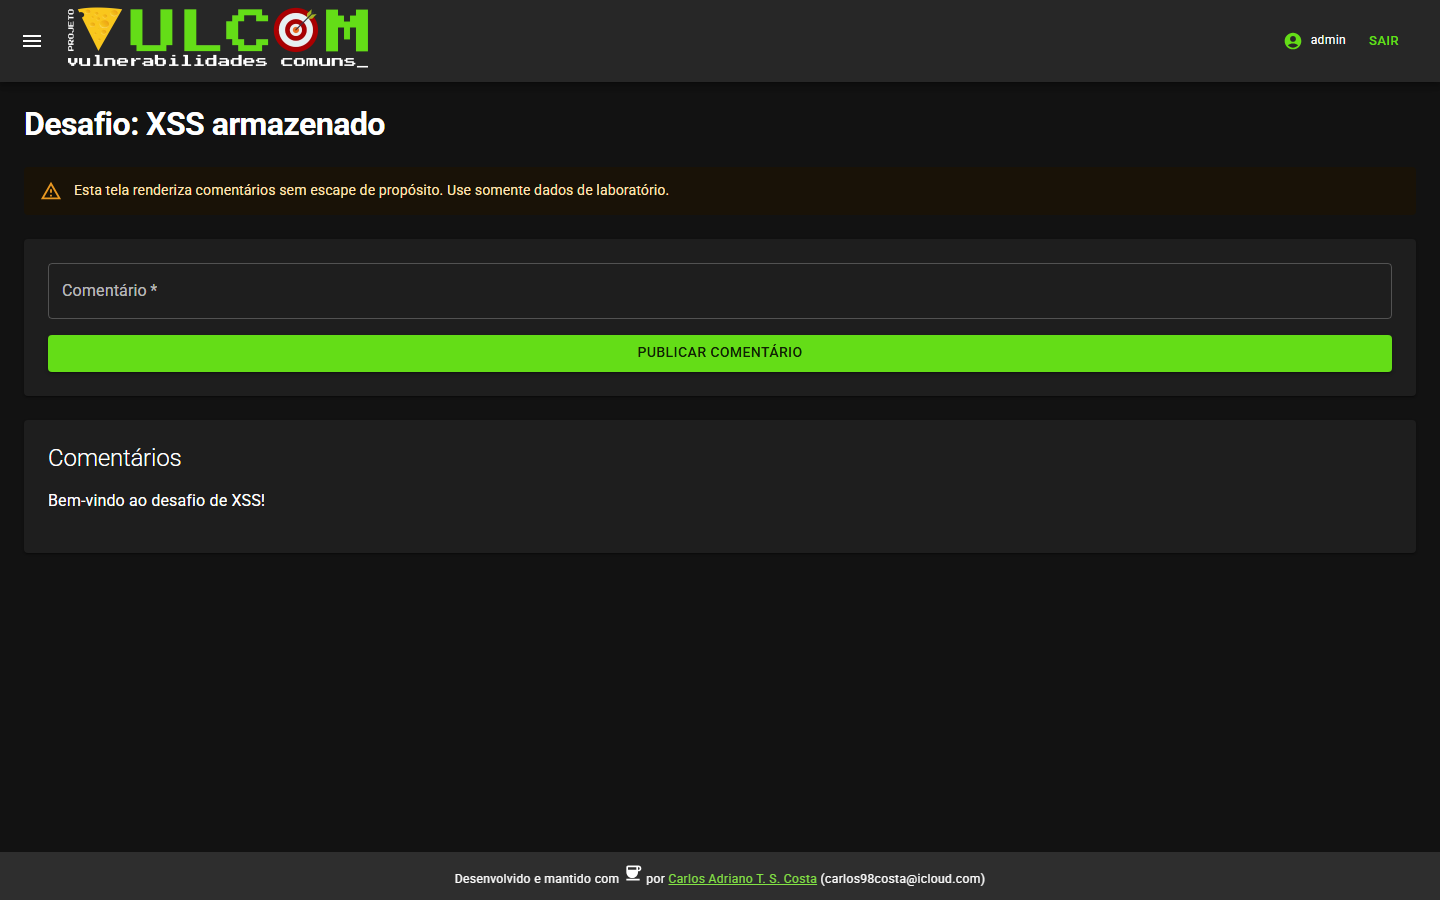 PROJETO
VULCOM
vulnerabilidades comuns_
admin
SAIR
Desafio: XSS armazenado
Esta tela renderiza comentários sem escape de propósito. Use somente dados de laboratório.
Comentário *
PUBLICAR COMENTÁRIO
Comentários
Bem-vindo ao desafio de XSS!
Desenvolvido e mantido com por Carlos Adriano T. S. Costa (carlos98costa@icloud.com)